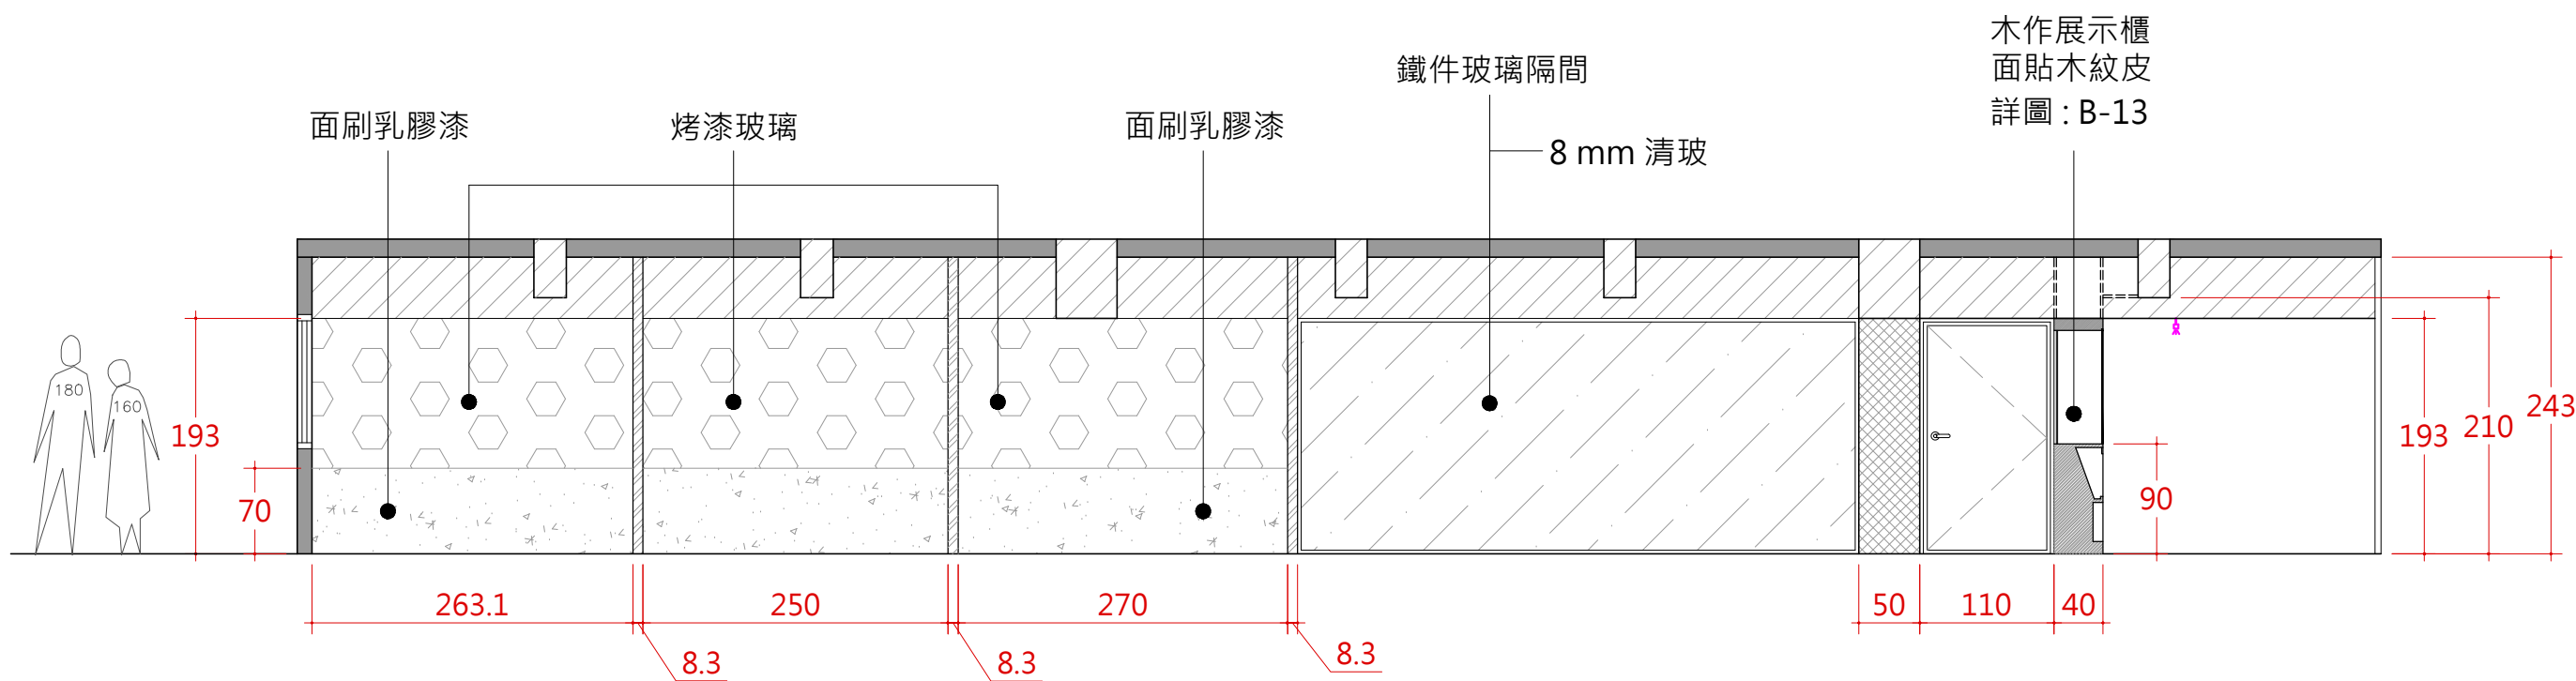 木作展示櫃
面貼木紋皮
詳圖 : B-13
鐵件玻璃隔間
8 mm 清玻
面刷乳膠漆
烤漆玻璃
面刷乳膠漆
180
160
193
70
243
210
193
90
263.1
250
270
50
110
40
8.3
8.3
8.3